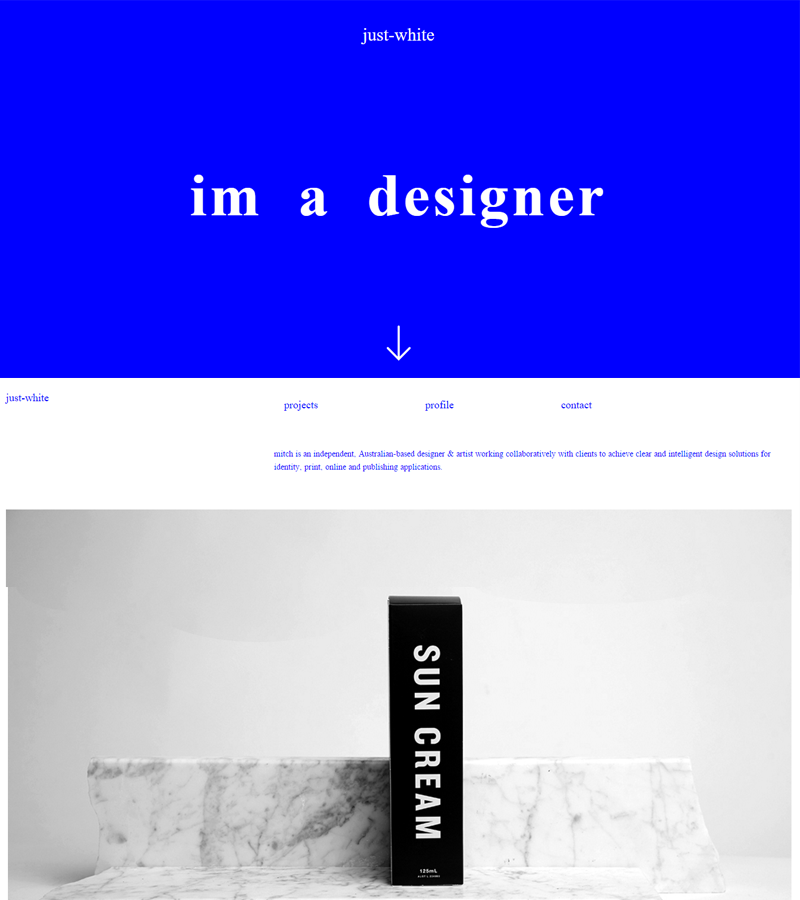 just-white
im a designer
just-white
projects profile contact
mitch is an independent, Australian-based designer & artist working collaboratively with clients to achieve clear and intelligent design solutions for
identity, print, online and publishing applications.
SUN CREAM
125mL